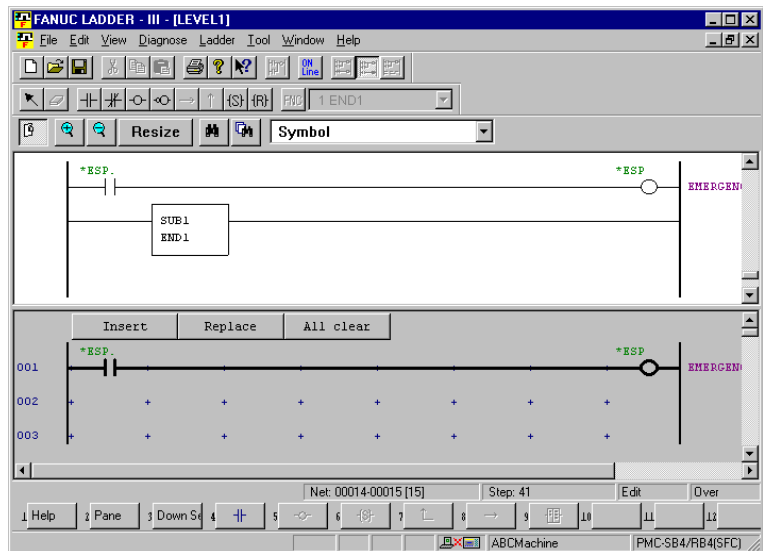 FANUC LADDER - III - [LEVEL1]
File Edit View Diagnose Ladder Tool Window Help
ON Line
{S} {R} FNC 1 END1
Resize Symbol
*ESP. *ESP
EMERGEN
SUB1
END1
Insert Replace All clear
*ESP. *ESP
001 EMERGEN
002
003
Net: 00014-00015 [15] Step: 41 Edit Over
1 Help 2 Pane 3 Down Se 4 5 6 {S} 7 8 9 10 11 12
ABCMachine PMC-SB4/RB4(SFC)